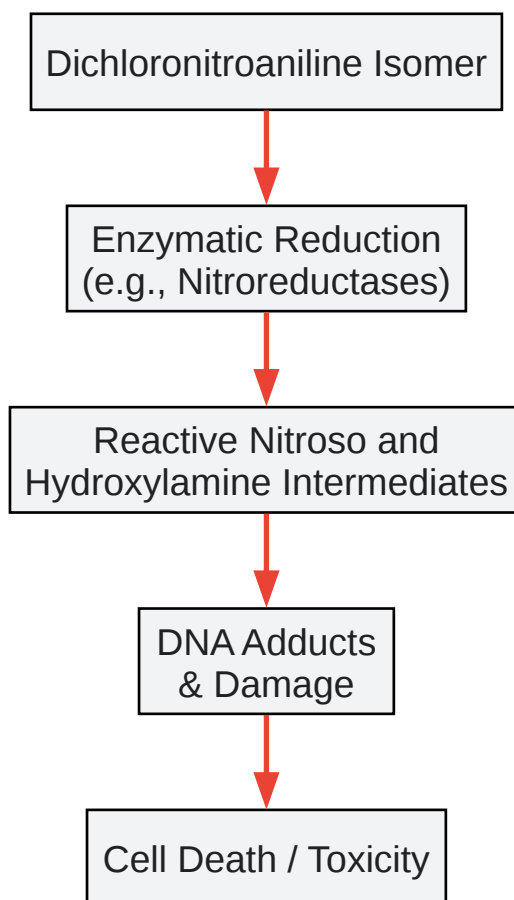 Dichloronitroaniline Isomer
Enzymatic Reduction
(e.g., Nitroreductases)
Reactive Nitroso and
Hydroxylamine Intermediates
DNA Adducts
& Damage
Cell Death / Toxicity